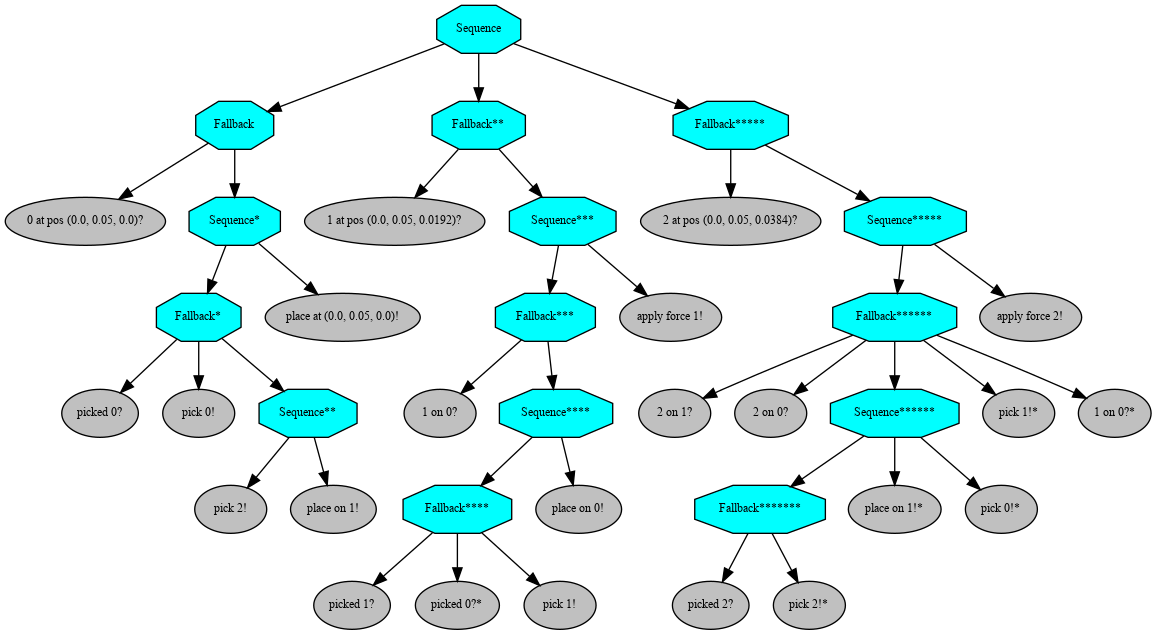 Sequence
Fallback
Fallback**
Fallback*****
0 at pos (0.0, 0.05, 0.0)?
Sequence*
1 at pos (0.0, 0.05, 0.0192)?
Sequence***
2 at pos (0.0, 0.05, 0.0384)?
Sequence*****
Fallback*
place at (0.0, 0.05, 0.0)!
Fallback***
apply force 1!
Fallback******
apply force 2!
picked 0?
pick 0!
Sequence**
1 on 0?
Sequence****
2 on 1?
2 on 0?
Sequence******
pick 1!*
1 on 0?*
pick 2!
place on 1!
Fallback****
place on 0!
Fallback*******
place on 1!*
pick 0!*
picked 1?
picked 0?*
pick 1!
picked 2?
pick 2!*